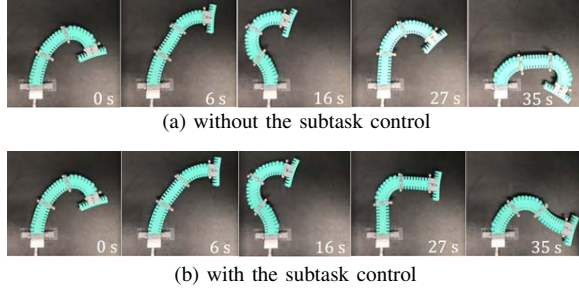 0 s 6 s 16 s 27 s 35 s
(a) without the subtask control
0 s 6 s 16 s 27 s 35 s
(b) with the subtask control